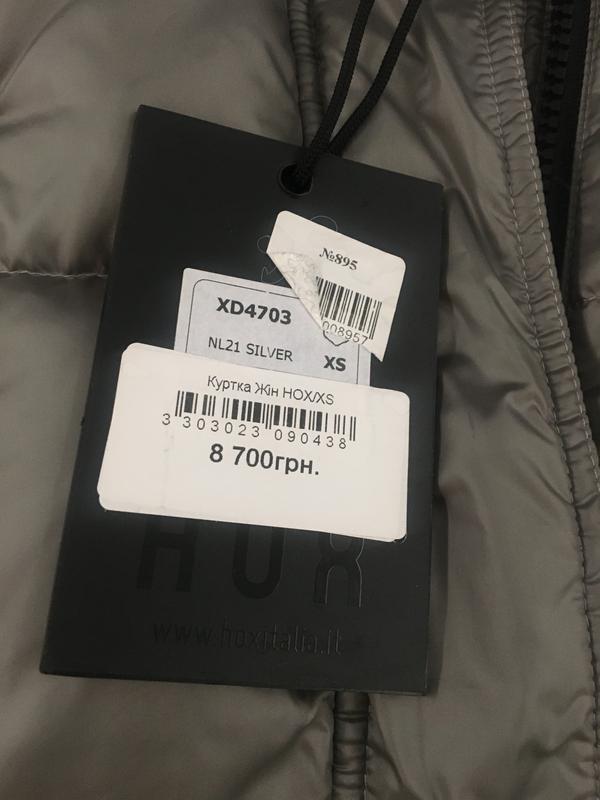 №895
008957
XD4703
NL21 SILVER XS
Куртка Жін HOX/XS
3 303023 090438
8 700грн.
HOX
www.hoxitalia.it